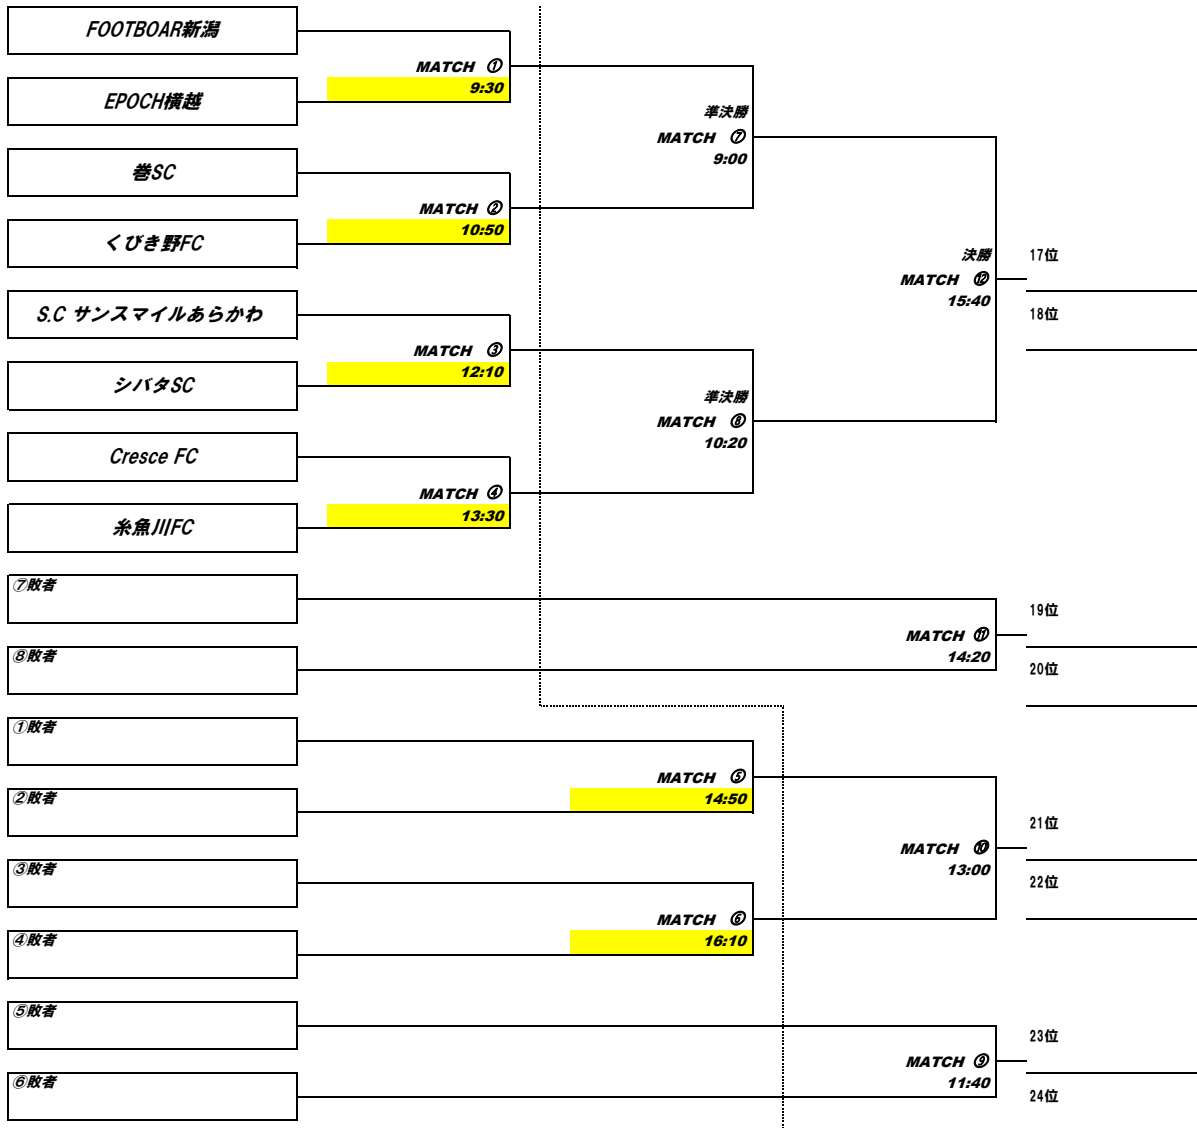 FOOTBOAR新潟
MATCH ①
9:30
EPOCH横越
準決勝
MATCH ⑦
9:00
巻SC
MATCH ②
10:50
くびき野FC
決勝
MATCH ⑫
15:40
17位
18位
S.C サンスマイルあらかわ
MATCH ③
12:10
シバタSC
準決勝
MATCH ⑧
10:20
Cresce FC
MATCH ④
13:30
糸魚川FC
⑦敗者
MATCH ⑪
14:20
19位
⑧敗者
20位
①敗者
MATCH ⑤
14:50
②敗者
MATCH ⑩
13:00
21位
22位
③敗者
MATCH ⑥
16:10
④敗者
⑤敗者
MATCH ⑨
11:40
23位
⑥敗者
24位